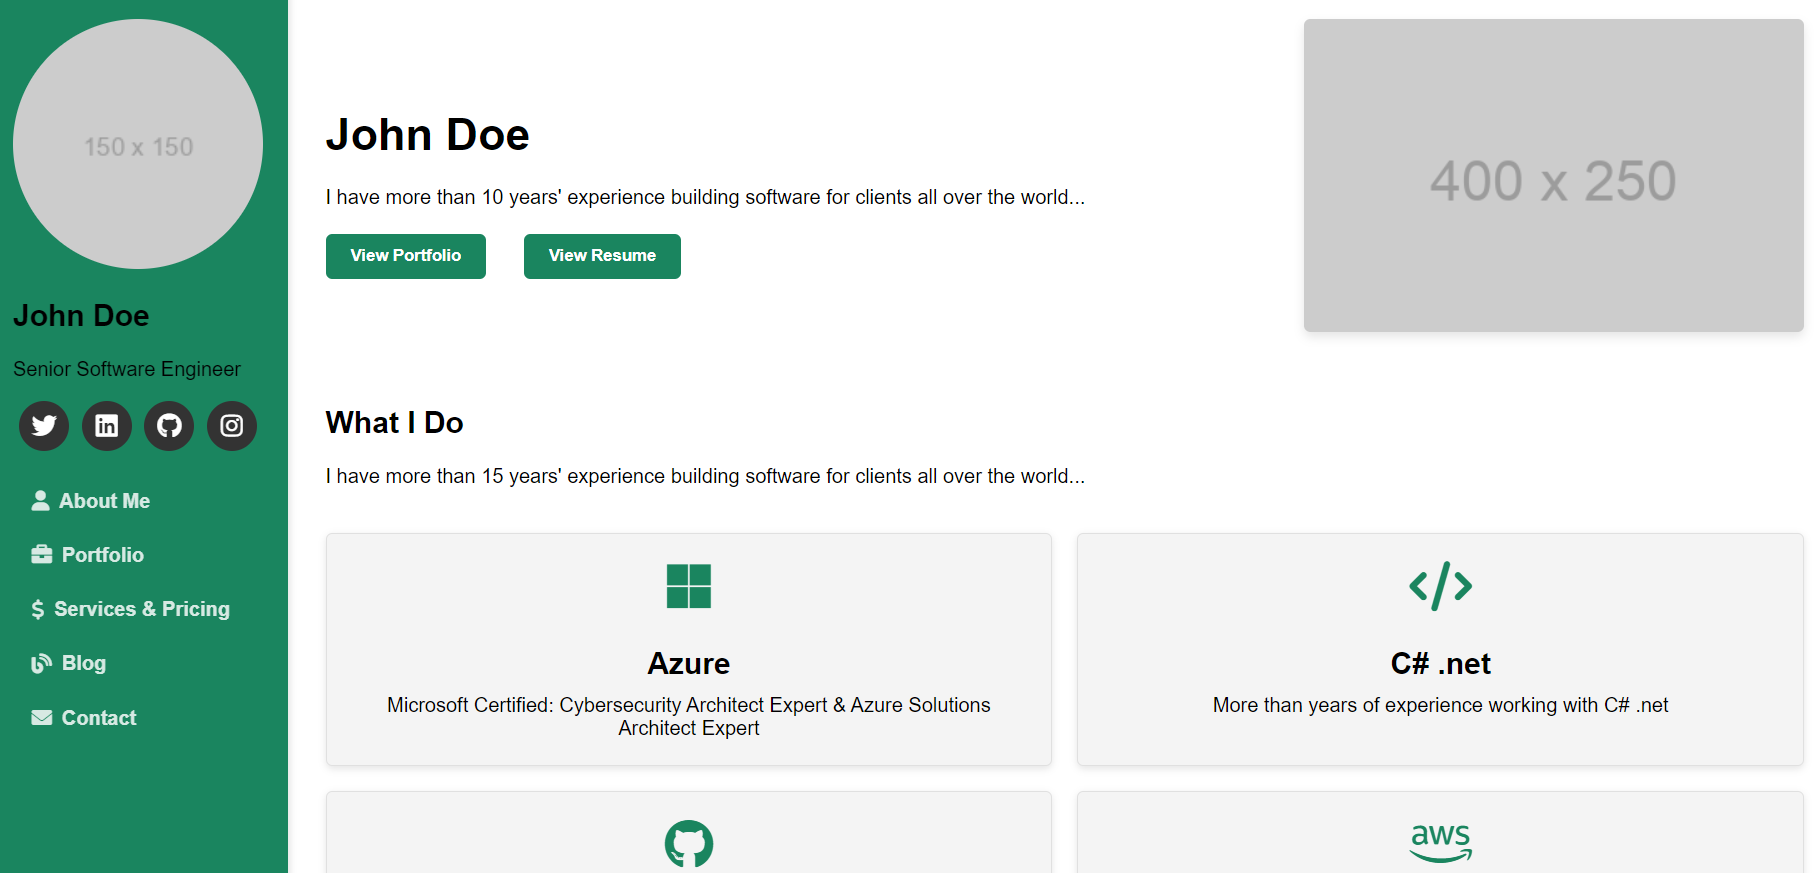 150 x 150
John Doe
Senior Software Engineer
About Me
Portfolio
Services & Pricing
Blog
Contact
John Doe
I have more than 10 years' experience building software for clients all over the world...
View Portfolio
View Resume
400 x 250
What I Do
I have more than 15 years' experience building software for clients all over the world...
Azure
Microsoft Certified: Cybersecurity Architect Expert & Azure Solutions
Architect Expert
C# .net
More than years of experience working with C# .net
aws